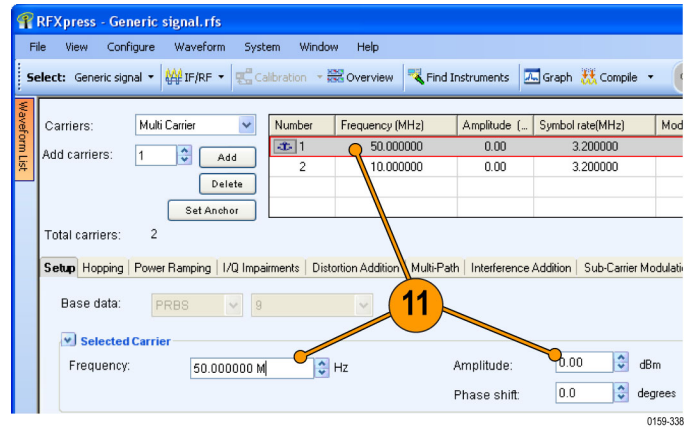 RFXpress - Generic signal.rfs
File View Configure Waveform System Window Help
Select: Generic signal IF/RF Calibration Overview Find Instruments Graph Compile
Waveform List
Carriers: Multi Carrier
Add carriers: 1 Add
Delete
Set Anchor
Total carriers: 2
Number Frequency (MHz) Amplitude (... Symbol rate(MHz) Mod
1 50.000000 0.00 3.200000
2 10.000000 0.00 3.200000
Setup Hopping Power Ramping I/Q Impairments Distortion Addition Multi-Path Interference Addition Sub-Carrier Modulati
Base data: PRBS 9
11
Selected Carrier
Frequency: 50.000000 M Hz
Amplitude: 0.00 dBm
Phase shift: 0.0 degrees
0159-338